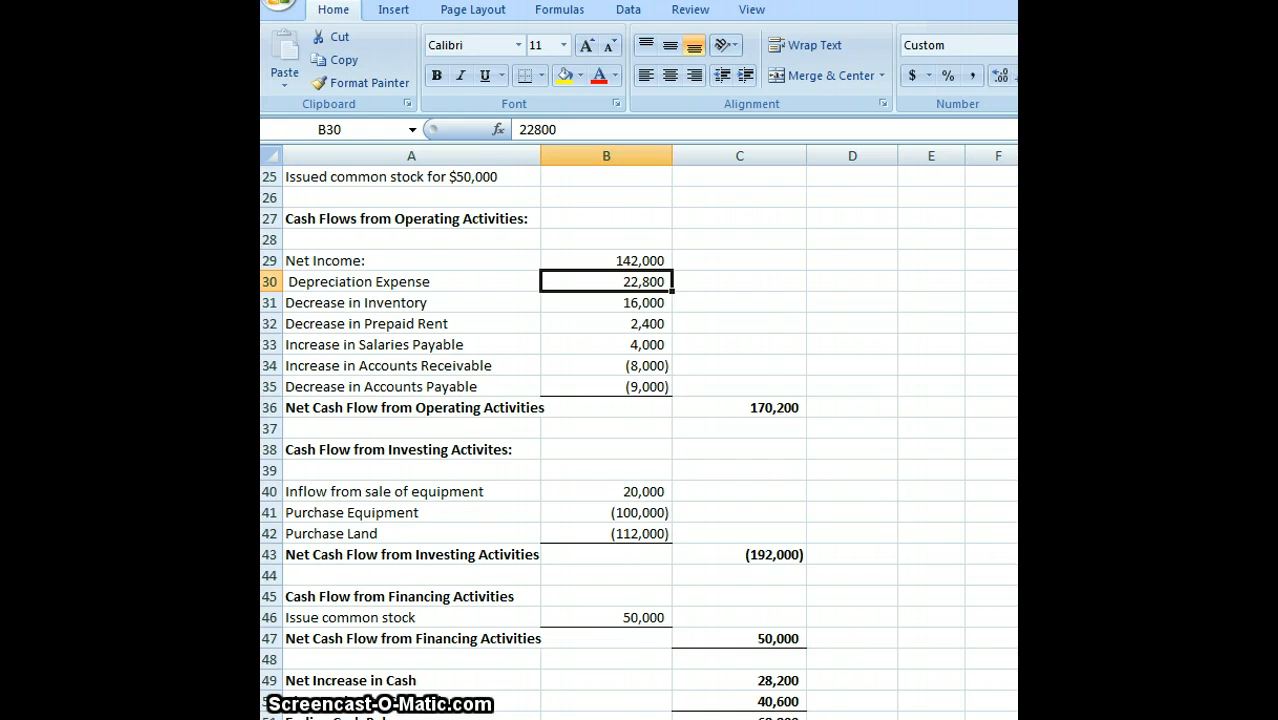 Home Insert Page Layout Formulas Data Review View
Cut
Calibri 11 Wrap Text Custom
Copy
Paste
Format Painter B I U A Merge & Center $ % ,
Clipboard Font Alignment Number
B30 fx 22800
A B C D E F
25 Issued common stock for $50,000
26
27 Cash Flows from Operating Activities:
28
29 Net Income: 142,000
30 Depreciation Expense 22,800
31 Decrease in Inventory 16,000
32 Decrease in Prepaid Rent 2,400
33 Increase in Salaries Payable 4,000
34 Increase in Accounts Receivable (8,000)
35 Decrease in Accounts Payable (9,000)
36 Net Cash Flow from Operating Activities 170,200
37
38 Cash Flow from Investing Activites:
39
40 Inflow from sale of equipment 20,000
41 Purchase Equipment (100,000)
42 Purchase Land (112,000)
43 Net Cash Flow from Investing Activities (192,000)
44
45 Cash Flow from Financing Activities
46 Issue common stock 50,000
47 Net Cash Flow from Financing Activities 50,000
48
49 Net Increase in Cash 28,200
Screencast-O-Matic.com 40,600